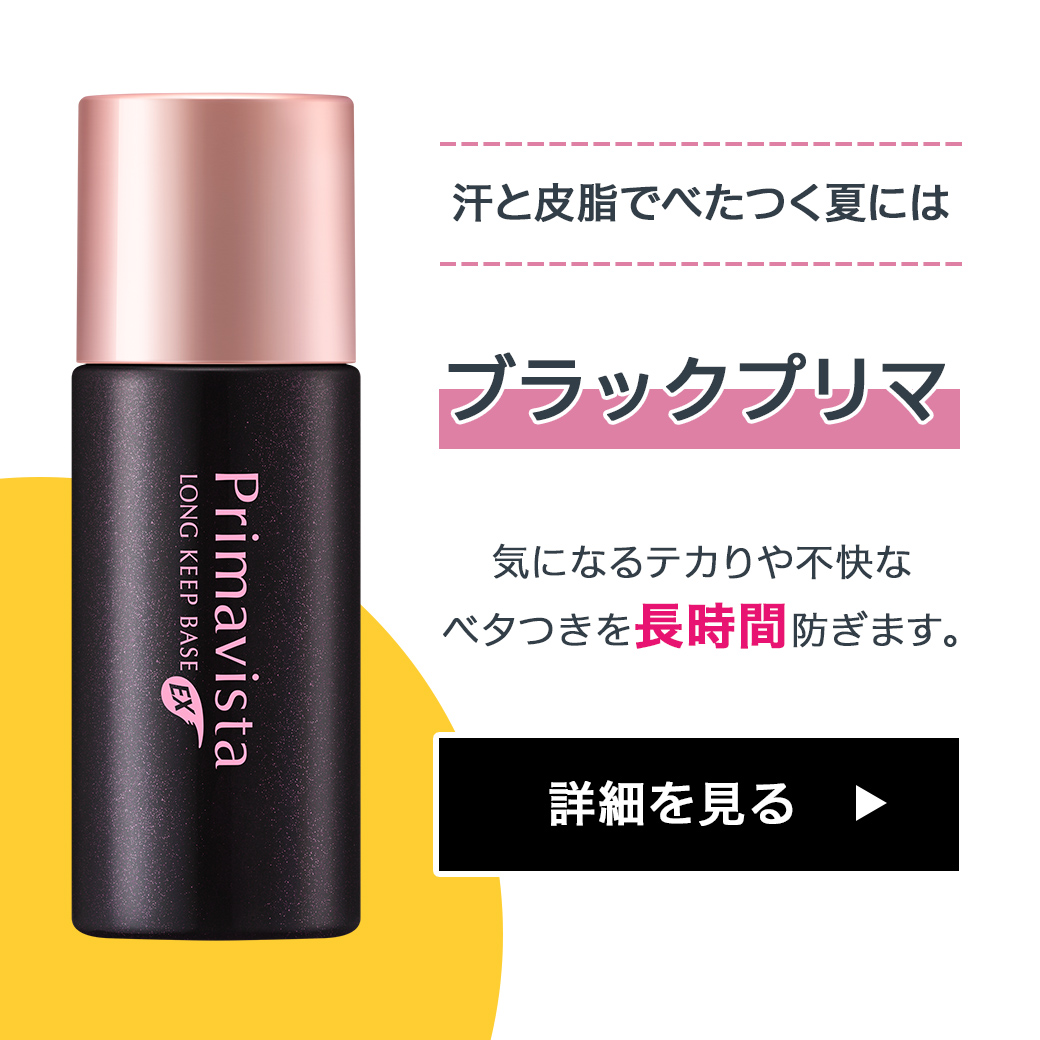 汗と皮脂でべたつく夏には
ブラックプリマ
気になるテカりや不快な
ベタつきを長時間防ぎます。
詳細を見る ▶
Primavista
LONG KEEP BASE
EX